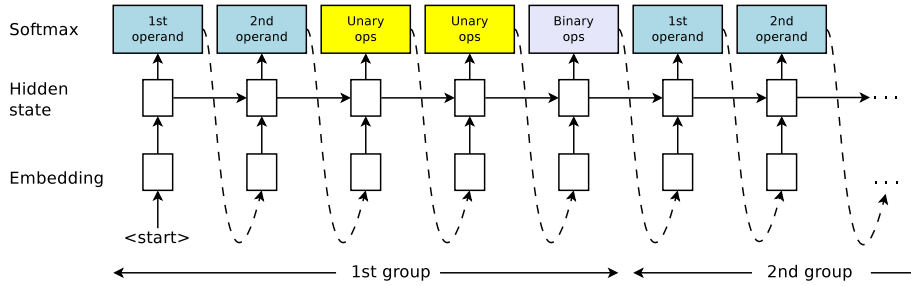 Softmax
1st
operand
2nd
operand
Unary
ops
Unary
ops
Binary
ops
1st
operand
2nd
operand
Hidden
state
. . .
Embedding
. . .
<start>
1st group
2nd group